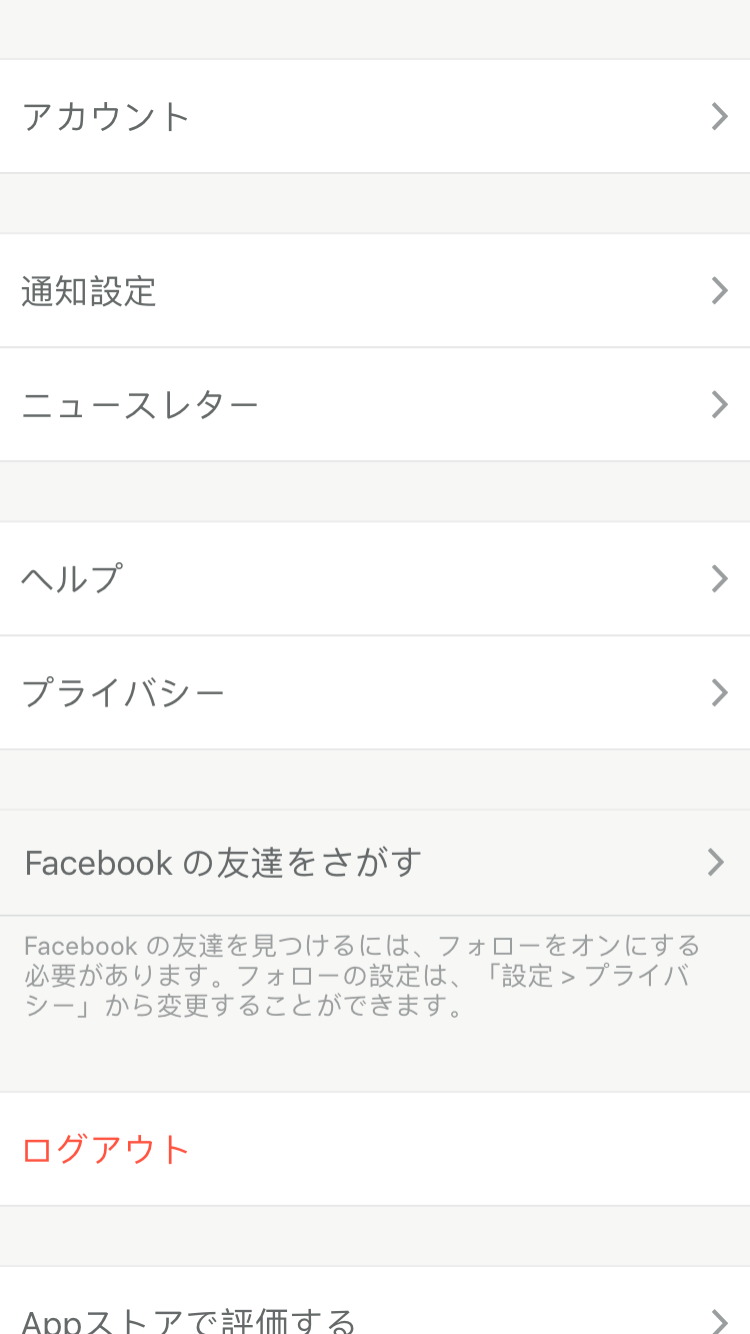 アカウント
通知設定
ニュースレター
ヘルプ
プライバシー
Facebook の友達をさがす
Facebook の友達を見つけるには、フォローをオンにする
必要があります。フォローの設定は、「設定 > プライバ
シー」から変更することができます。
ログアウト
Appストアで評価する